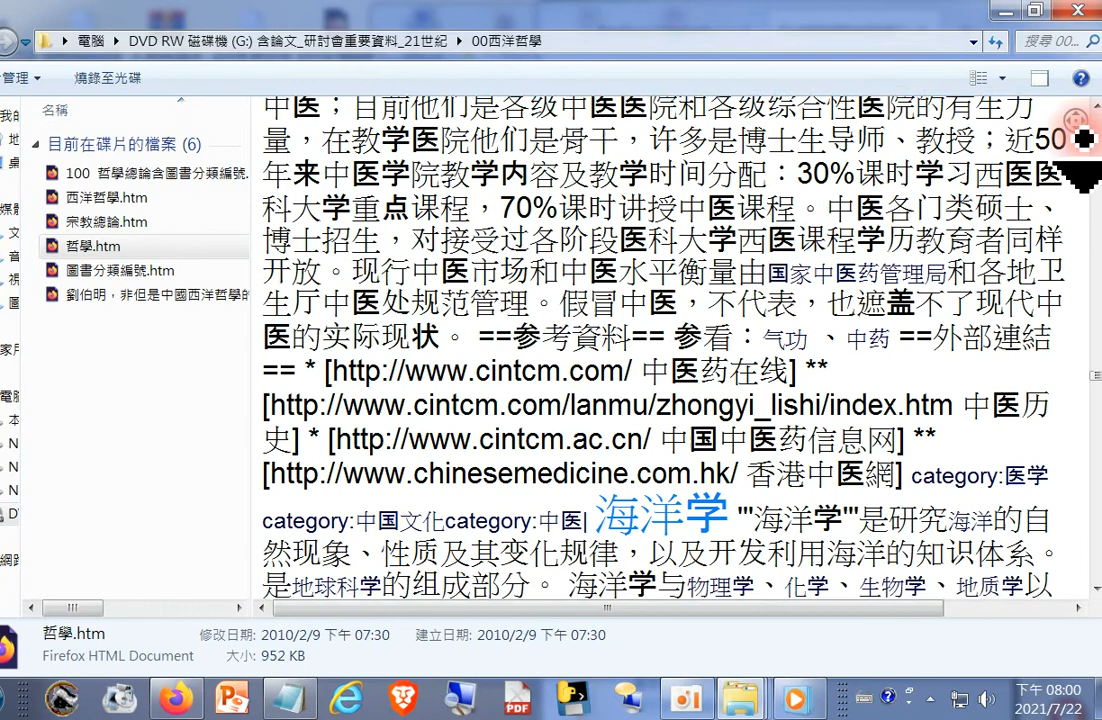 電腦 ▸ DVD RW 磁碟機 (G:) 含論文_研討會重要資料_21世紀 ▸ 00西洋哲學
搜尋 00...
管理
燒錄至光碟
名稱
目前在碟片的檔案 (6)
100 哲學總論含圖書分類編號.
西洋哲學.htm
宗教總論.htm
哲學.htm
圖書分類編號.htm
劉伯明，非但是中國西洋哲學的
中医；目前他们是各级中医医院和各级综合性医院的有生力
量，在教学医院他们是骨干，许多是博士生导师、教授；近50
年来中医学院教学内容及教学时间分配：30%课时学习西医医
科大学重点课程，70%课时讲授中医课程。中医各门类硕士、
博士招生，对接受过各阶段医科大学西医课程学历教育者同样
开放。现行中医市场和中医水平衡量由国家中医药管理局和各地卫
生厅中医处规范管理。假冒中医，不代表，也遮盖不了现代中
医的实际现状。 ==参考資料== 参看：气功 、中药 ==外部連結
== * [http://www.cintcm.com/ 中医药在线] **
[http://www.cintcm.com/lanmu/zhongyi_lishi/index.htm 中医历
史] * [http://www.cintcm.ac.cn/ 中国中医药信息网] **
[http://www.chinesemedicine.com.hk/ 香港中医網] category:医学
category:中国文化category:中医| 海洋学 '''海洋学'''是研究海洋的自
然现象、性质及其变化规律，以及开发利用海洋的知识体系。
是地球科学的组成部分。 海洋学与物理学、化学、生物学、地质学以
哲學.htm
修改日期: 2010/2/9 下午 07:30
建立日期: 2010/2/9 下午 07:30
Firefox HTML Document
大小: 952 KB
下午 08:00
2021/7/22